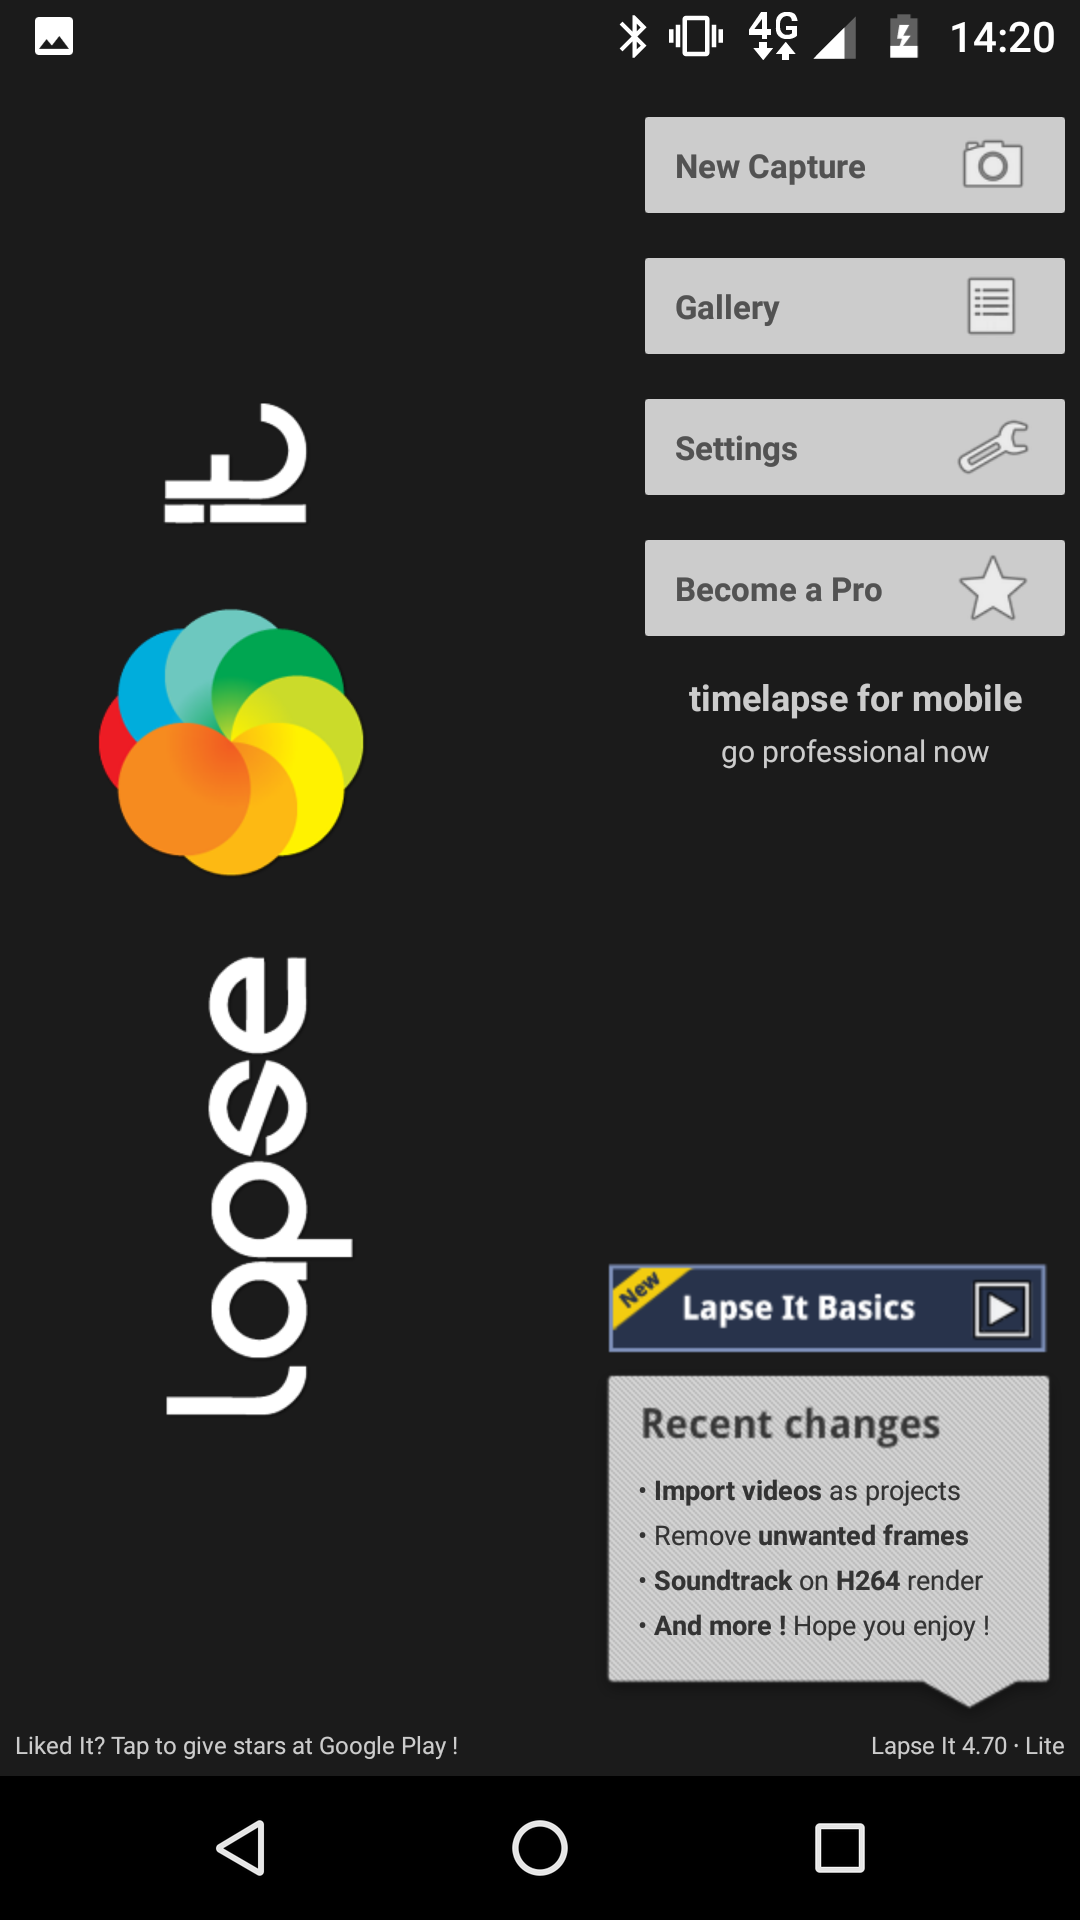 4G 14:20
New Capture
Gallery
Settings
Become a Pro
timelapse for mobile
go professional now
Lapse it
New
Lapse It Basics
Recent changes
• Import videos as projects
• Remove unwanted frames
• Soundtrack on H264 render
• And more ! Hope you enjoy !
Liked It? Tap to give stars at Google Play !
Lapse It 4.70 · Lite